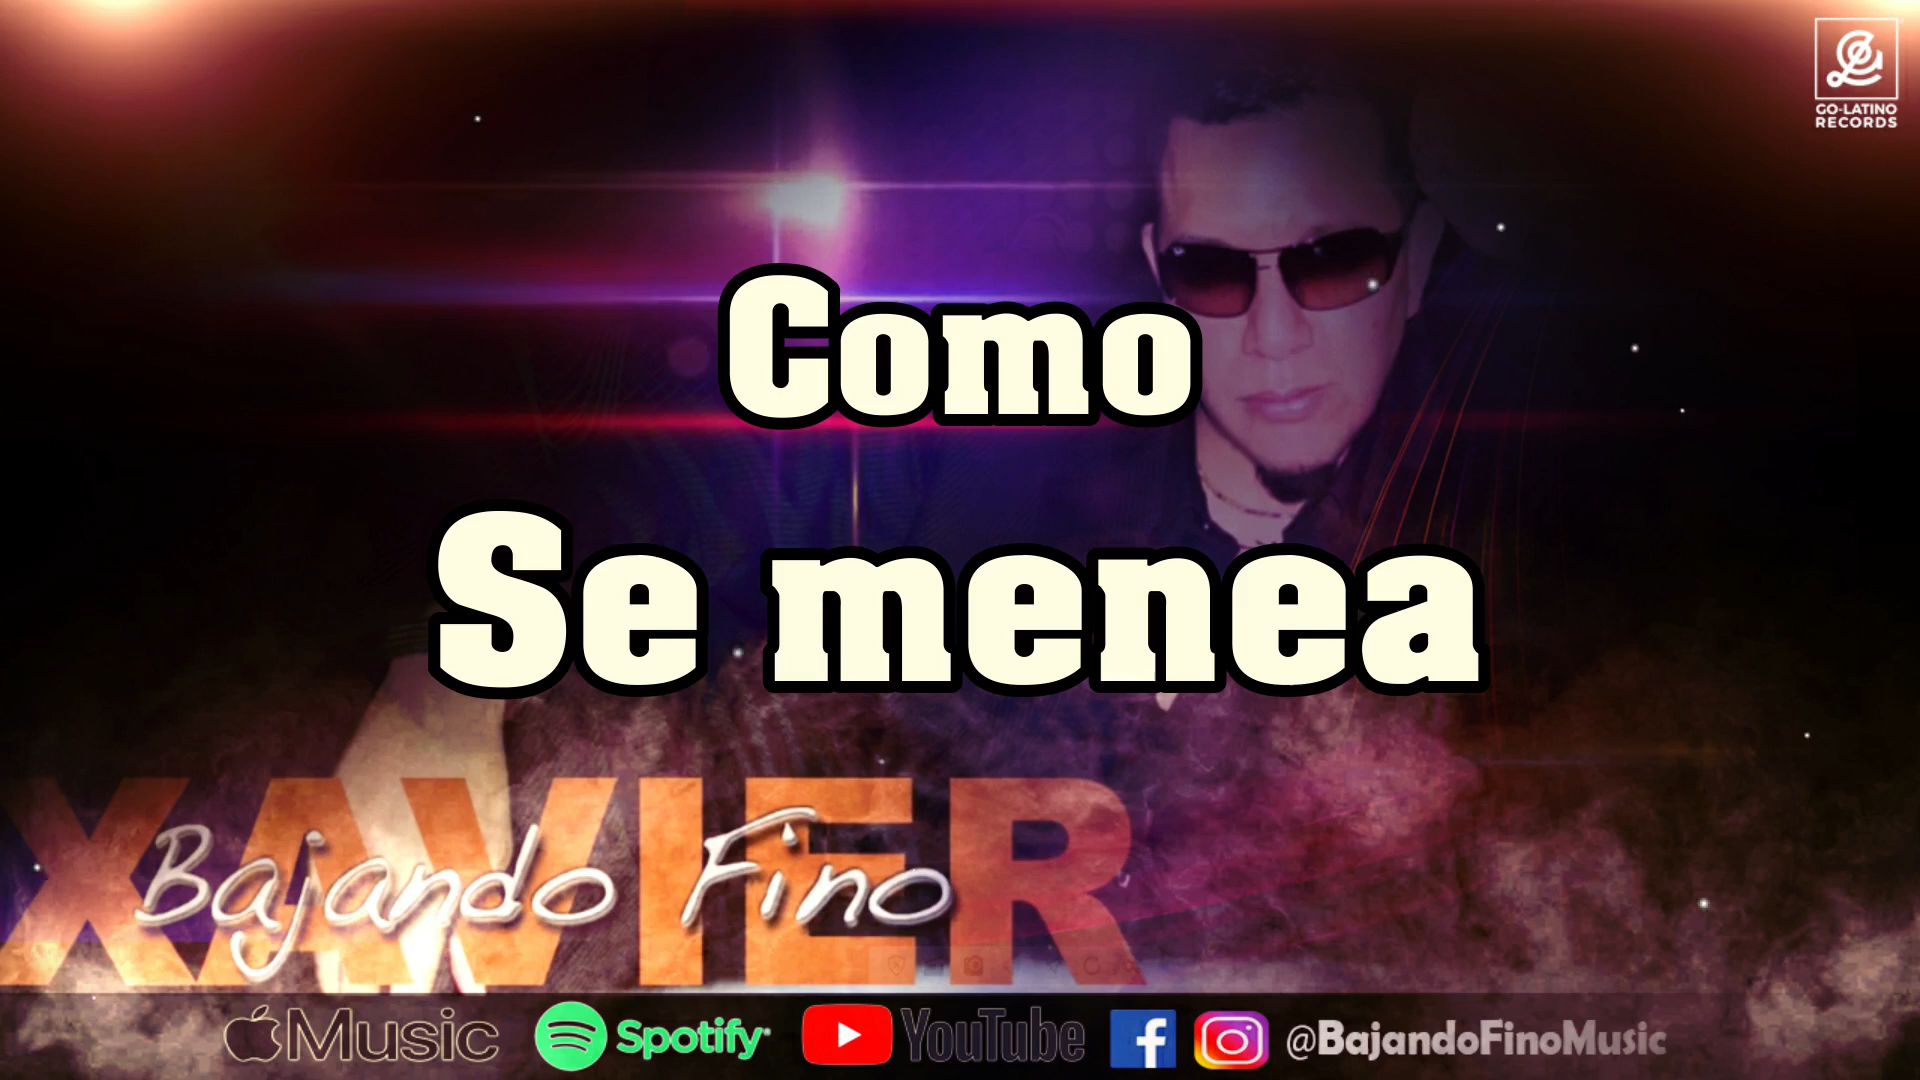 GO-LATINO
RECORDS
Como
Se menea
XAVIER
Bajando Fino
Music
Spotify
YouTube
@BajandoFinoMusic